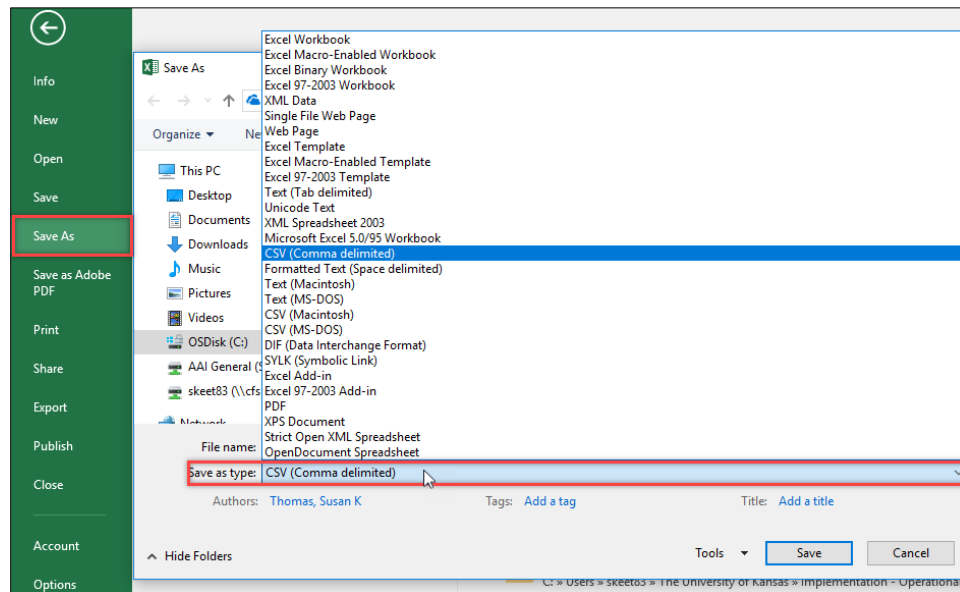 Info
New
Open
Save
Save As
Save as Adobe
PDF
Print
Share
Export
Publish
Close
Account
Options
Save As
Organize
Ne
This PC
Desktop
Documents
Downloads
Music
Pictures
Videos
OSDisk (C:)
AAI General (S
skeet83 (\\cfs
Network
Excel Workbook
Excel Macro-Enabled Workbook
Excel Binary Workbook
Excel 97-2003 Workbook
XML Data
Single File Web Page
Web Page
Excel Template
Excel Macro-Enabled Template
Excel 97-2003 Template
Text (Tab delimited)
Unicode Text
XML Spreadsheet 2003
Microsoft Excel 5.0/95 Workbook
CSV (Comma delimited)
Formatted Text (Space delimited)
Text (Macintosh)
Text (MS-DOS)
CSV (Macintosh)
CSV (MS-DOS)
DIF (Data Interchange Format)
SYLK (Symbolic Link)
Excel Add-in
Excel 97-2003 Add-in
PDF
XPS Document
Strict Open XML Spreadsheet
OpenDocument Spreadsheet
File name:
Save as type: CSV (Comma delimited)
Authors: Thomas, Susan K Tags: Add a tag Title: Add a title
Hide Folders Tools Save Cancel
C: » Users » skeet83 » The University of Kansas » Implementation - Operational